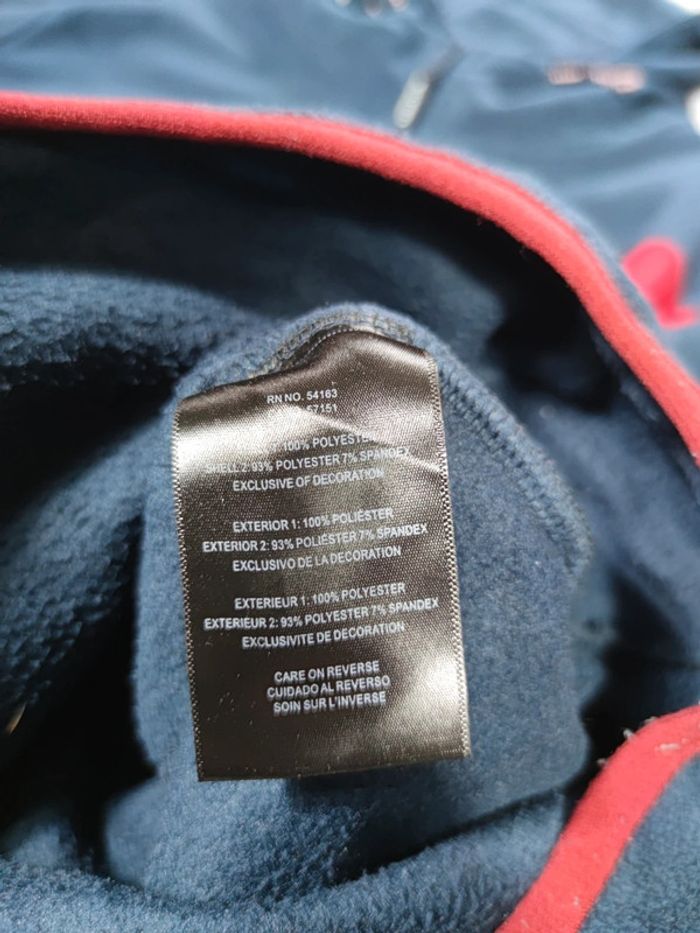 RN NO. 54163
57151
100% POLYESTER
SHELL 2: 93% POLYESTER 7% SPANDEX
EXCLUSIVE OF DECORATION
EXTERIOR 1: 100% POLIÉSTER
EXTERIOR 2: 93% POLIÉSTER 7% SPANDEX
EXCLUSIVO DE LA DECORATION
EXTERIEUR 1: 100% POLYESTER
EXTERIEUR 2: 93% POLYESTER 7% SPANDEX
EXCLUSIVITE DE DECORATION
CARE ON REVERSE
CUIDADO AL REVERSO
SOIN SUR L'INVERSE